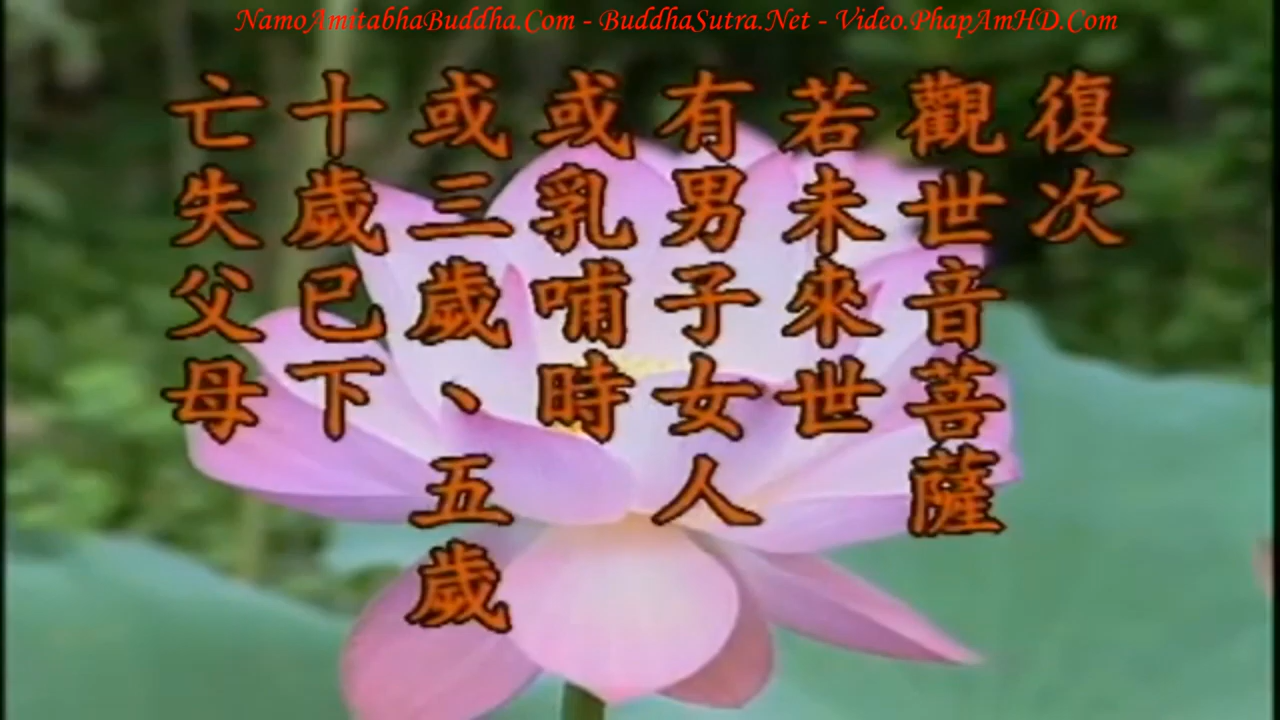 NamoAmitabhaBuddha.Com - BuddhaSutra.Net - Video.PhapAmHD.Com
復次
觀世音菩薩
若未來世
有男子女人
或乳哺時
或三歲、五歲
十歲已下
亡失父母